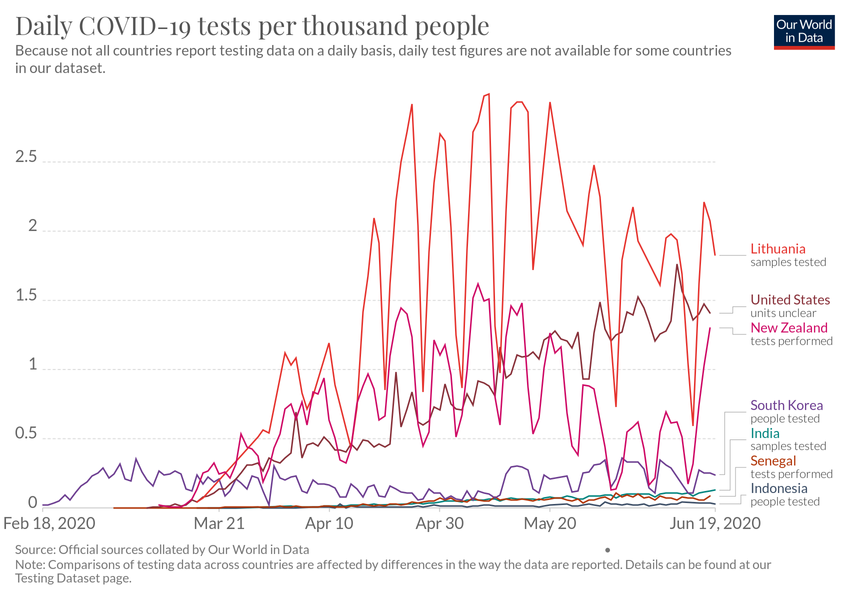 Daily COVID-19 tests per thousand people
Our World
in Data
Because not all countries report testing data on a daily basis, daily test figures are not available for some countries
in our dataset.
2.5
2
1.5
1
0.5
0
Lithuania
samples tested
United States
units unclear
New Zealand
tests performed
South Korea
people tested
India
samples tested
Senegal
tests performed
Indonesia
people tested
Feb 18, 2020
Mar 21
Apr 10
Apr 30
May 20
Jun 19, 2020
Source: Official sources collated by Our World in Data
Note: Comparisons of testing data across countries are affected by differences in the way the data are reported. Details can be found at our
Testing Dataset page.